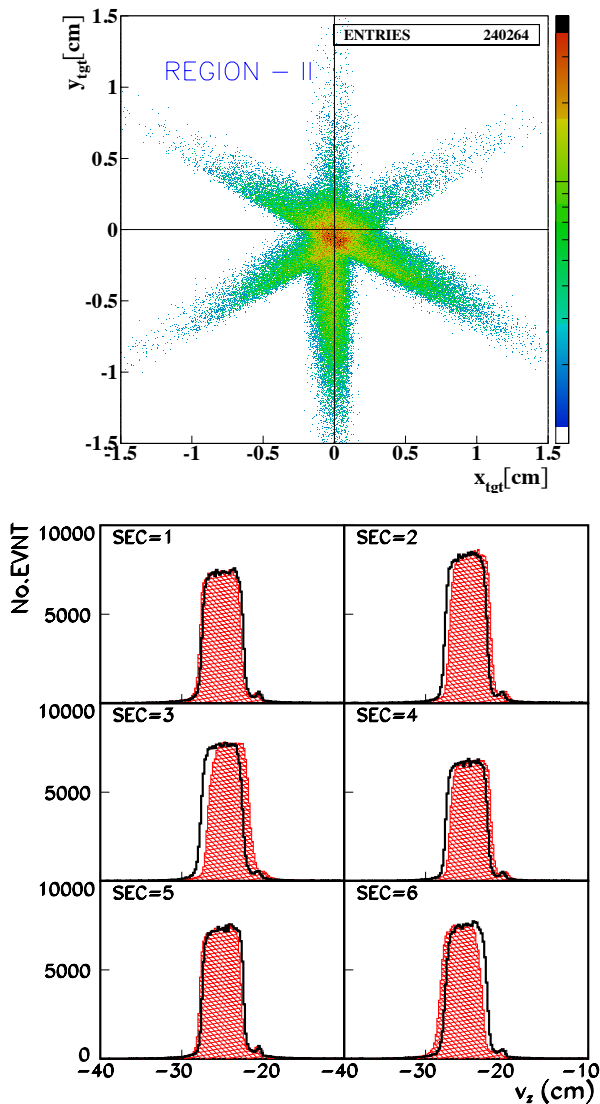 1.5
ENTRIES 240264
y_tgt[cm]
REGION - II
1
0.5
0
-0.5
-1
-1.5
-1.5 -1 -0.5 0 0.5 1 1.5
x_tgt[cm]
10000
SEC=1 SEC=2
No.EVNT
5000
10000
SEC=3 SEC=4
5000
10000
SEC=5 SEC=6
5000
0
-40 -30 -20 -40 -30 -20 -10
v_z (cm)